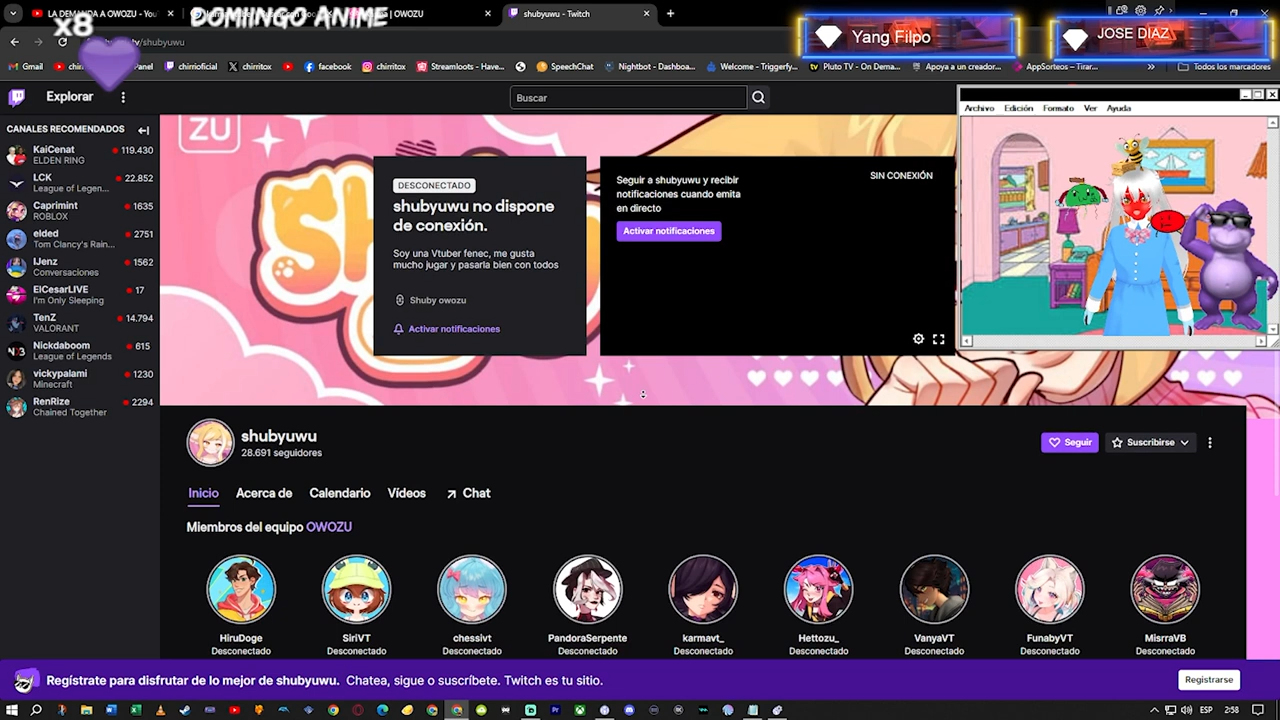 x8
DOMINGO ANIME
LA DEMANDA A OWOZU - You
| OWOZU
shubyuwu - Twitch
Yang Filpo
JOSE DIAZ
/shubyuwu
Gmail
Panel
chirrioficial
chirritox
facebook
chirritox
Streamloots - Have...
SpeechChat
Nightbot - Dashboa...
Welcome - Triggerfy...
Pluto TV - On Dema...
Apoya a un creador...
AppSorteos – Tirar...
Todos los marcadores
Explorar
Buscar
Archivo Edición Formato Ver Ayuda
CANALES RECOMENDADOS
KaiCenat 119.430
ELDEN RING
LCK 22.852
League of Legen...
Caprimint 1635
ROBLOX
elded 2751
Tom Clancy's Rain...
IJenz 1562
Conversaciones
ElCesarLIVE 17
I'm Only Sleeping
TenZ 14.794
VALORANT
Nickdaboom 615
League of Legends
vickypalami 1230
Minecraft
RenRize 2294
Chained Together
ZU
DESCONECTADO
shubyuwu no dispone
de conexión.
Soy una Vtuber fenec, me gusta
mucho jugar y pasarla bien con todos
Shuby owozu
Activar notificaciones
Seguir a shubyuwu y recibir
notificaciones cuando emita
en directo
Activar notificaciones
SIN CONEXIÓN
shubyuwu
28.691 seguidores
Seguir
Suscribirse
Inicio Acerca de Calendario Vídeos Chat
Miembros del equipo OWOZU
HiruDoge
Desconectado
SiriVT
Desconectado
chessivt
Desconectado
PandoraSerpente
Desconectado
karmavt_
Desconectado
Hettozu_
Desconectado
VanyaVT
Desconectado
FunabyVT
Desconectado
MisrraVB
Desconectado
Regístrate para disfrutar de lo mejor de shubyuwu. Chatea, sigue o suscríbete. Twitch es tu sitio.
Registrarse
ESP 2:58